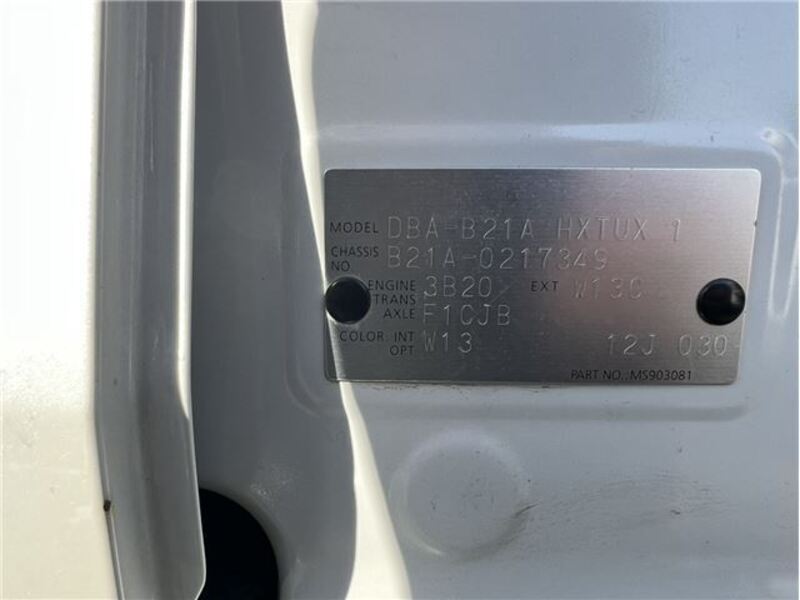 MODEL DBA-B21A HXTUX 1
CHASSIS NO. B21A-0217349
ENGINE 3B20 EXT W13C
TRANS AXLE F1CJB
COLOR: INT OPT. W13 12J 030
PART NO.: MS903081